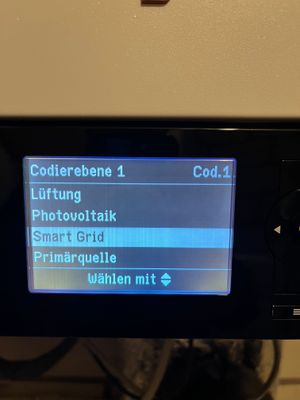 Codierebene 1 Cod.1
Lüftung
Photovoltaik
Smart Grid
Primärquelle
Wählen mit